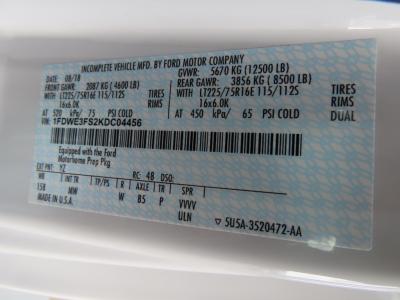 INCOMPLETE VEHICLE MFD. BY FORD MOTOR COMPANY
DATE: 08/18 GVWR: 5670 KG (12500 LB)
FRONT GAWR: 2087 KG (4600 LB) REAR GAWR: 3856 KG (8500 LB)
WITH LT225/75R16E 115/112S TIRES WITH LT225/75R16E 115/112S TIRES
16x6.0K RIMS 16x6.0K RIMS
AT 520 kPa/ 75 PSI COLD AT 450 kPa/ 65 PSI COLD DUAL
VIN: 1FDWE3FS2KDC04456
Equipped with the Ford
Motorhome Prep Pkg
EXT PNT: YZ RC: 48 DSO:
WB INT TR TP/PS R AXLE TR SPR
158 W B5 P VVVV
MADE IN U.S.A. ULN
5U5A-3520472-AA